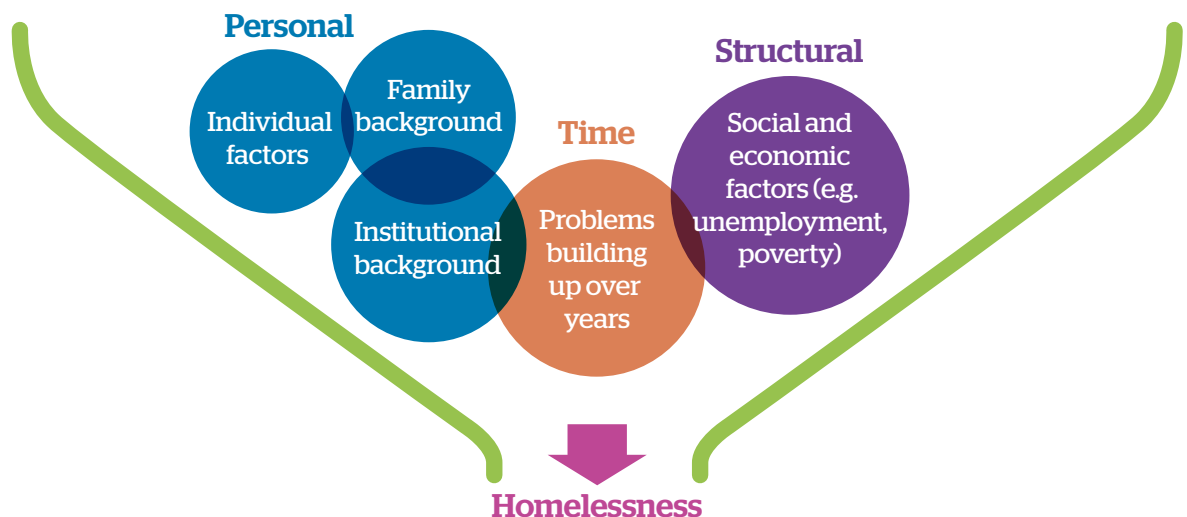 Personal
Individual
factors
Family
background
Institutional
background
Time
Problems
building
up over
years
Structural
Social and
economic
factors (e.g.
unemployment,
poverty)
Homelessness